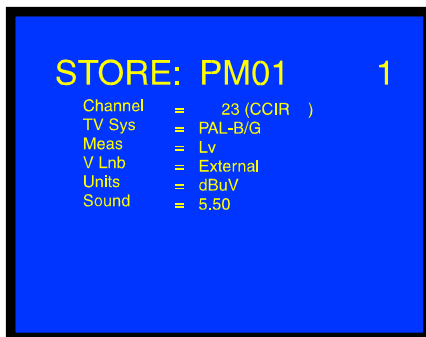 STORE: PM01 1
Channel = 23 (CCIR )
TV Sys = PAL-B/G
Meas = Lv
V Lnb = External
Units = dBuV
Sound = 5.50